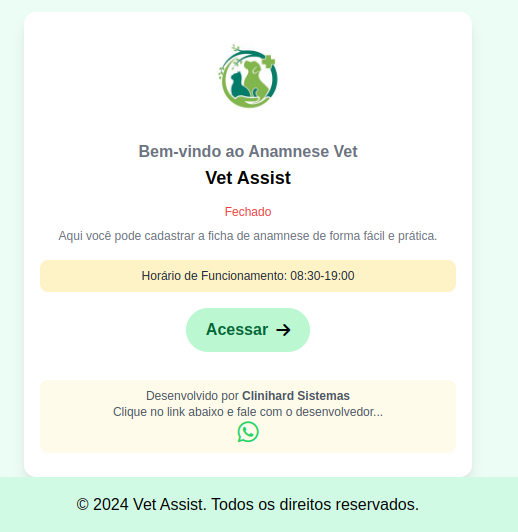 Bem-vindo ao Anamnese Vet
Vet Assist
Fechado
Aqui você pode cadastrar a ficha de anamnese de forma fácil e prática.
Horário de Funcionamento: 08:30-19:00
Acessar →
Desenvolvido por Clinihard Sistemas
Clique no link abaixo e fale com o desenvolvedor...
© 2024 Vet Assist. Todos os direitos reservados.